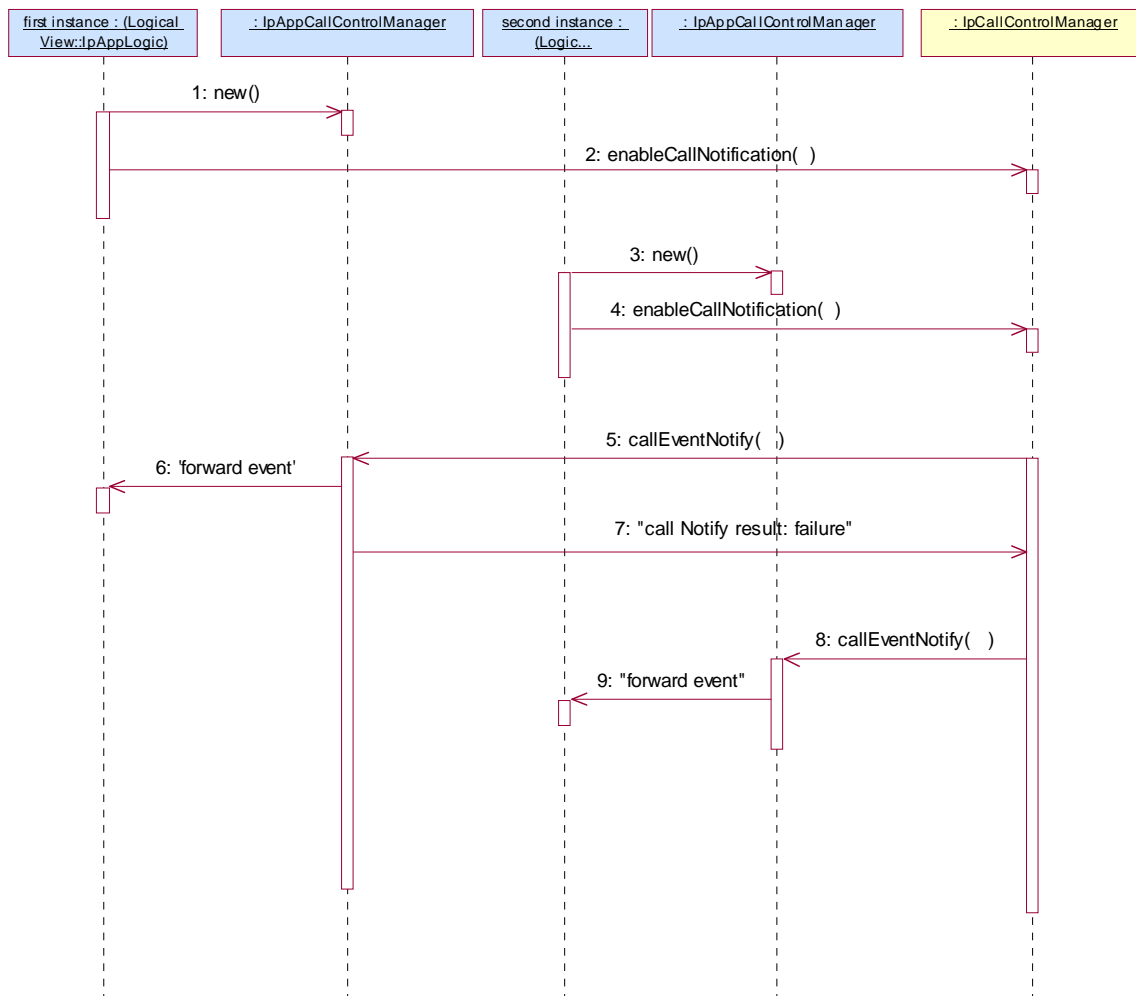 first instance : (Logical
View::IpAppLogic)
: IpAppCallControlManager
second instance :
(Logic...
: IpAppCallControlManager
: IpCallControlManager
1: new()
2: enableCallNotification( )
3: new()
4: enableCallNotification( )
5: callEventNotify( )
6: 'forward event'
7: "call Notify result: failure"
8: callEventNotify( )
9: "forward event"